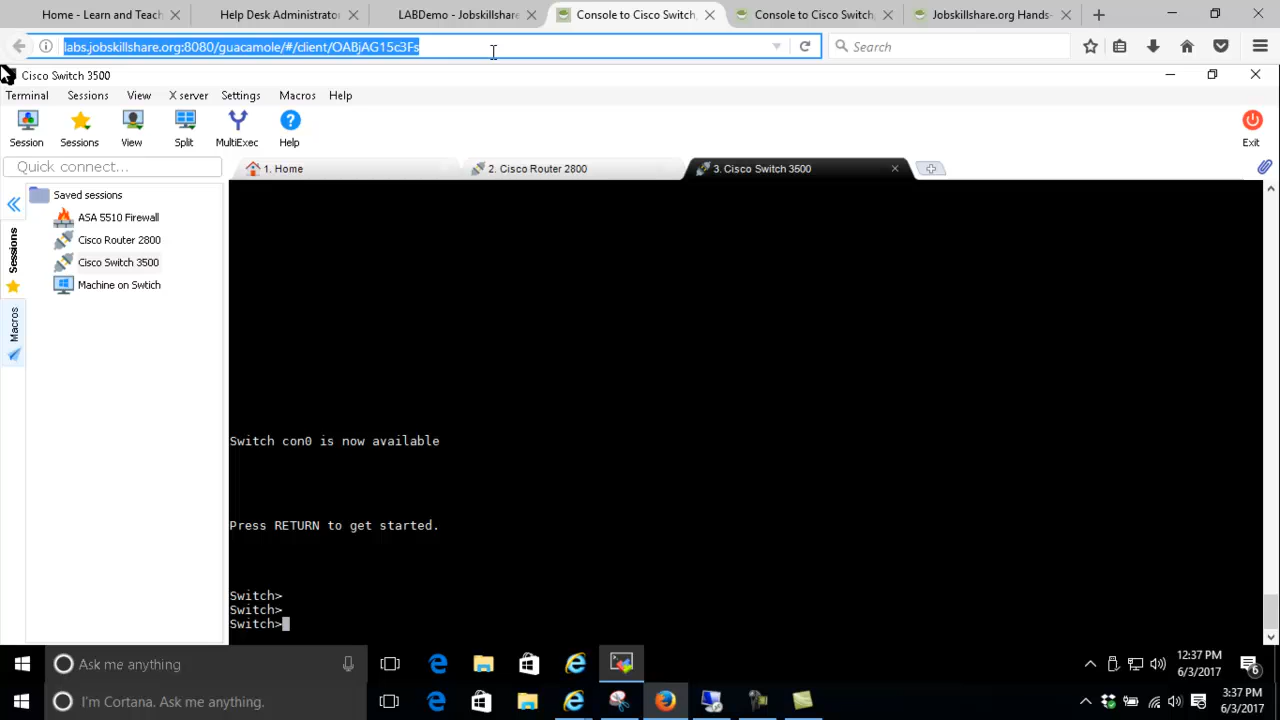 Home - Learn and Teach
Help Desk Administrator
LABDemo - Jobskillshare
Console to Cisco Switch,
Console to Cisco Switch,
Jobskillshare.org Hands-
labs.jobskillshare.org:8080/guacamole/#/client/OABjAG15c3Fs
Search
Cisco Switch 3500
Terminal Sessions View X server Settings Macros Help
Session Sessions View Split MultiExec Help Exit
Quick connect...
1. Home
2. Cisco Router 2800
3. Cisco Switch 3500
Saved sessions
ASA 5510 Firewall
Cisco Router 2800
Cisco Switch 3500
Machine on Swtich
Sessions
Macros
Switch con0 is now available
Press RETURN to get started.
Switch>
Switch>
Switch>
Ask me anything
12:37 PM
6/3/2017
6
I'm Cortana. Ask me anything.
3:37 PM
6/3/2017